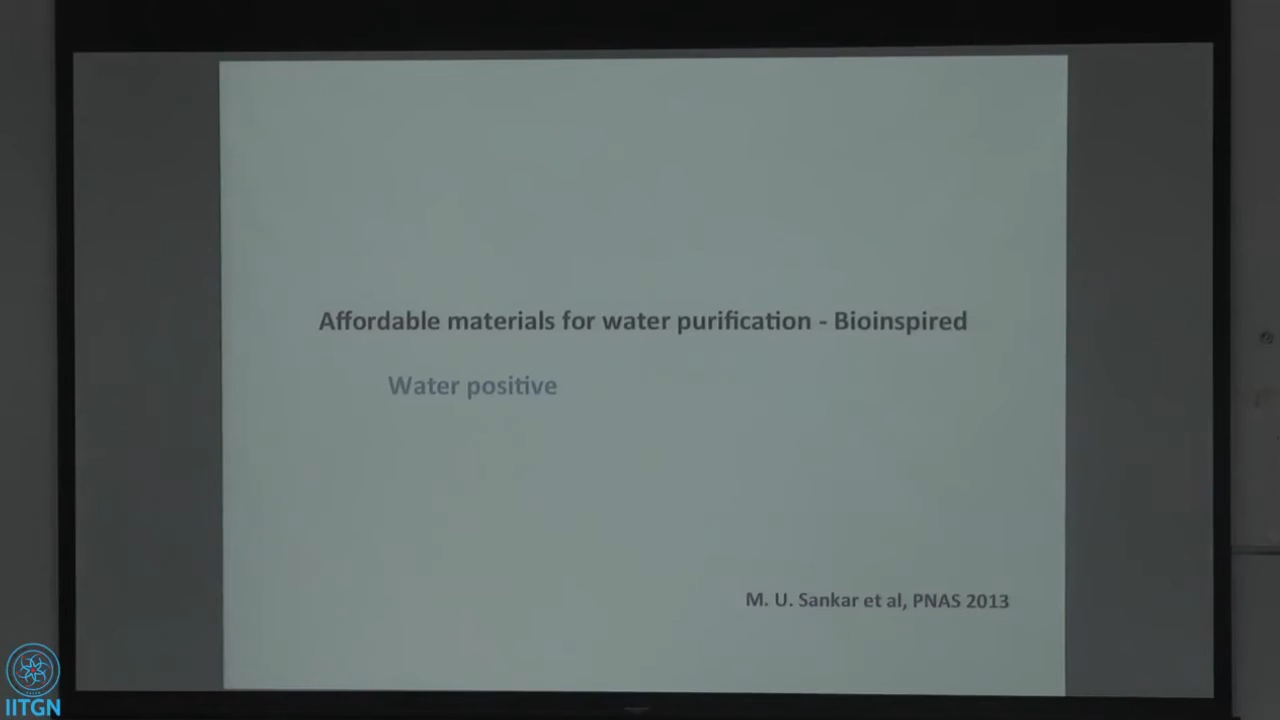 Affordable materials for water purification - Bioinspired
Water positive
M. U. Sankar et al, PNAS 2013
IITGN